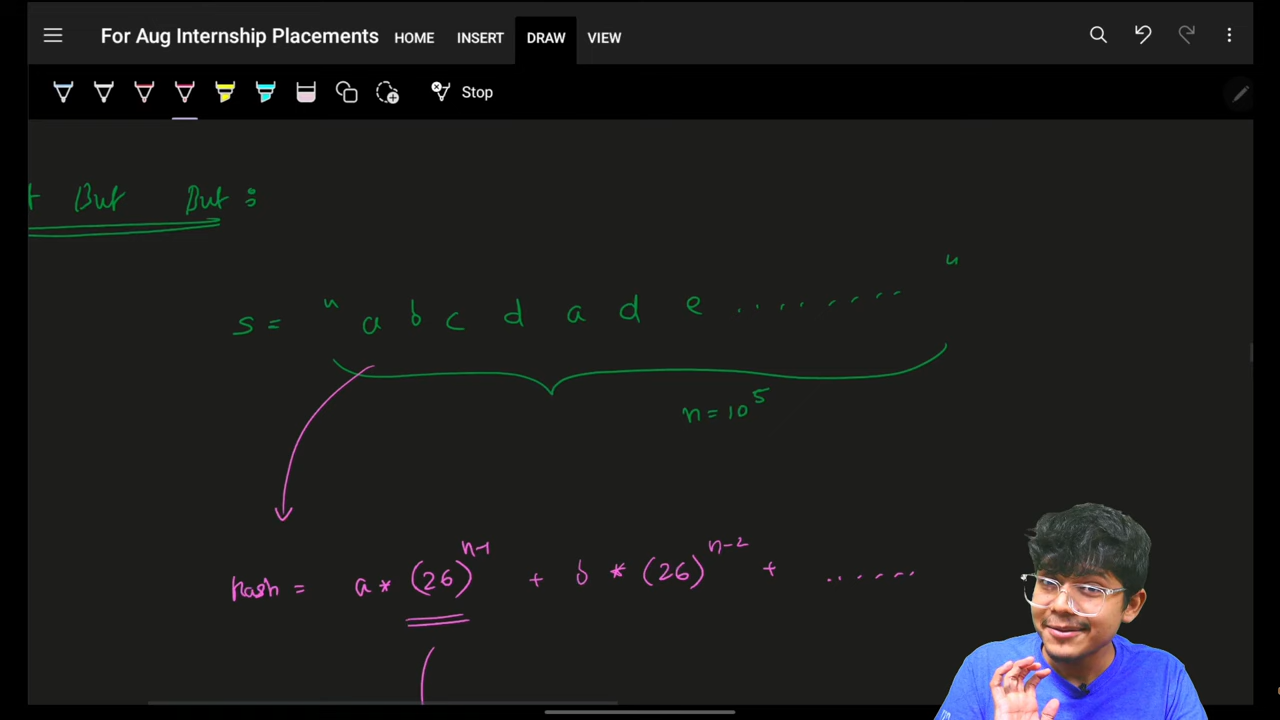 For Aug Internship Placements HOME INSERT DRAW VIEW
Stop
But But :
s = " a b c d a d e ......... "
n = 10^5
hash = a * (26)^n-1 + b * (26)^n-2 + ......